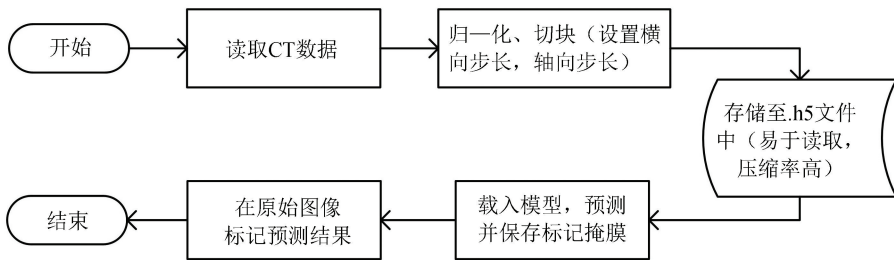 开始
读取CT数据
归一化、切块（设置横
向步长，轴向步长）
存储至.h5文件
中（易于读取，
压缩率高）
载入模型，预测
并保存标记掩膜
在原始图像
标记预测结果
结束